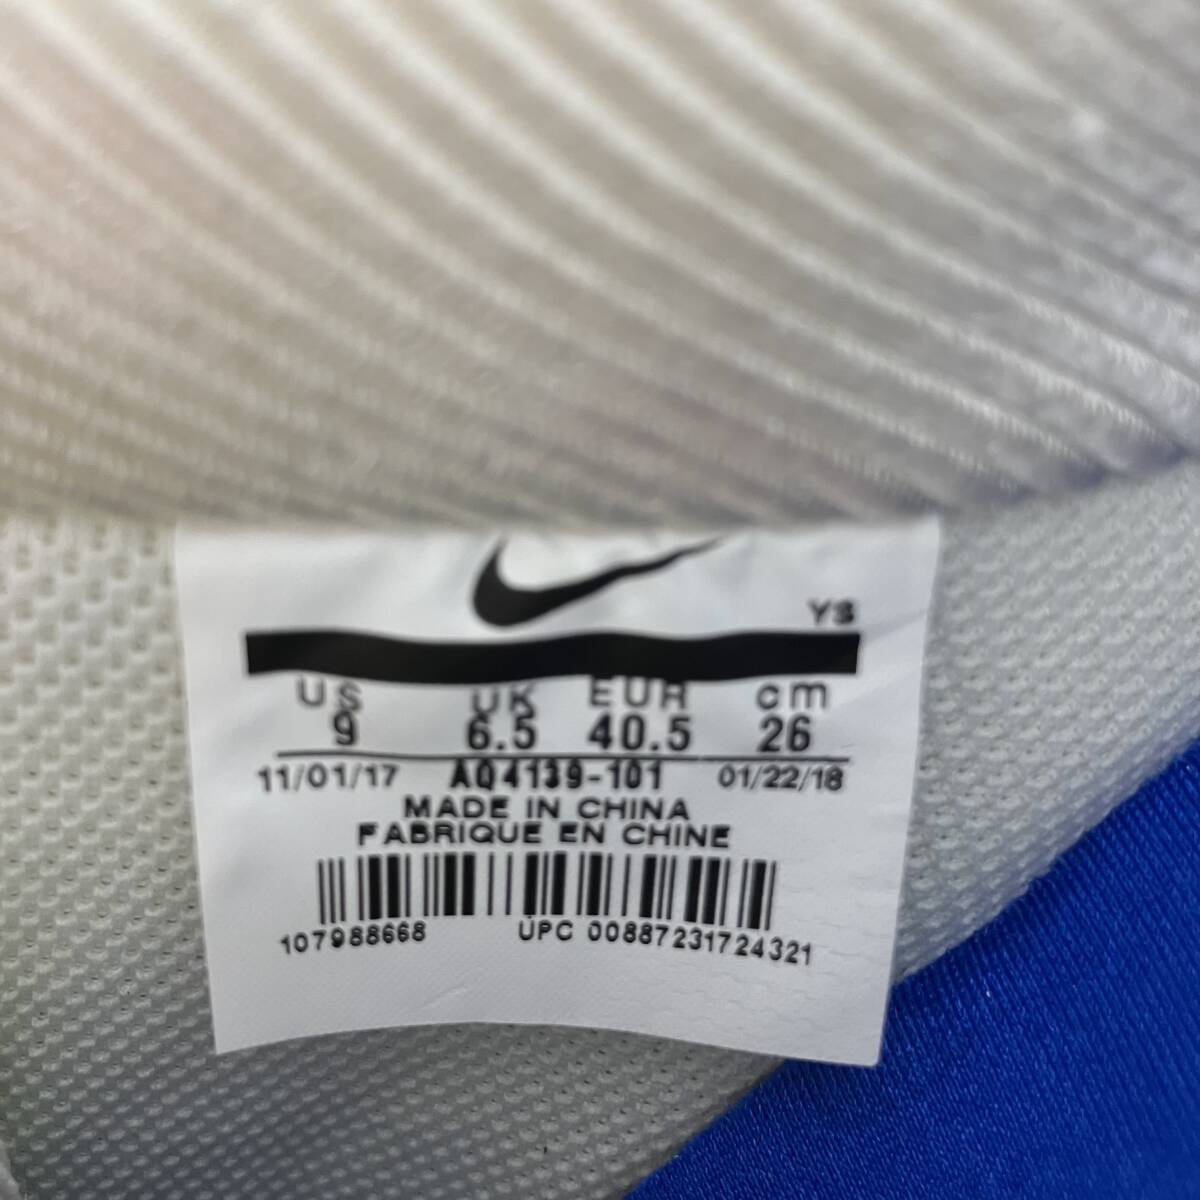 YS
US UK EUR cm
9 6.5 40.5 26
11/01/17 AQ4139-101 01/22/18
MADE IN CHINA
FABRIQUE EN CHINE
107988668 UPC 00887231724321